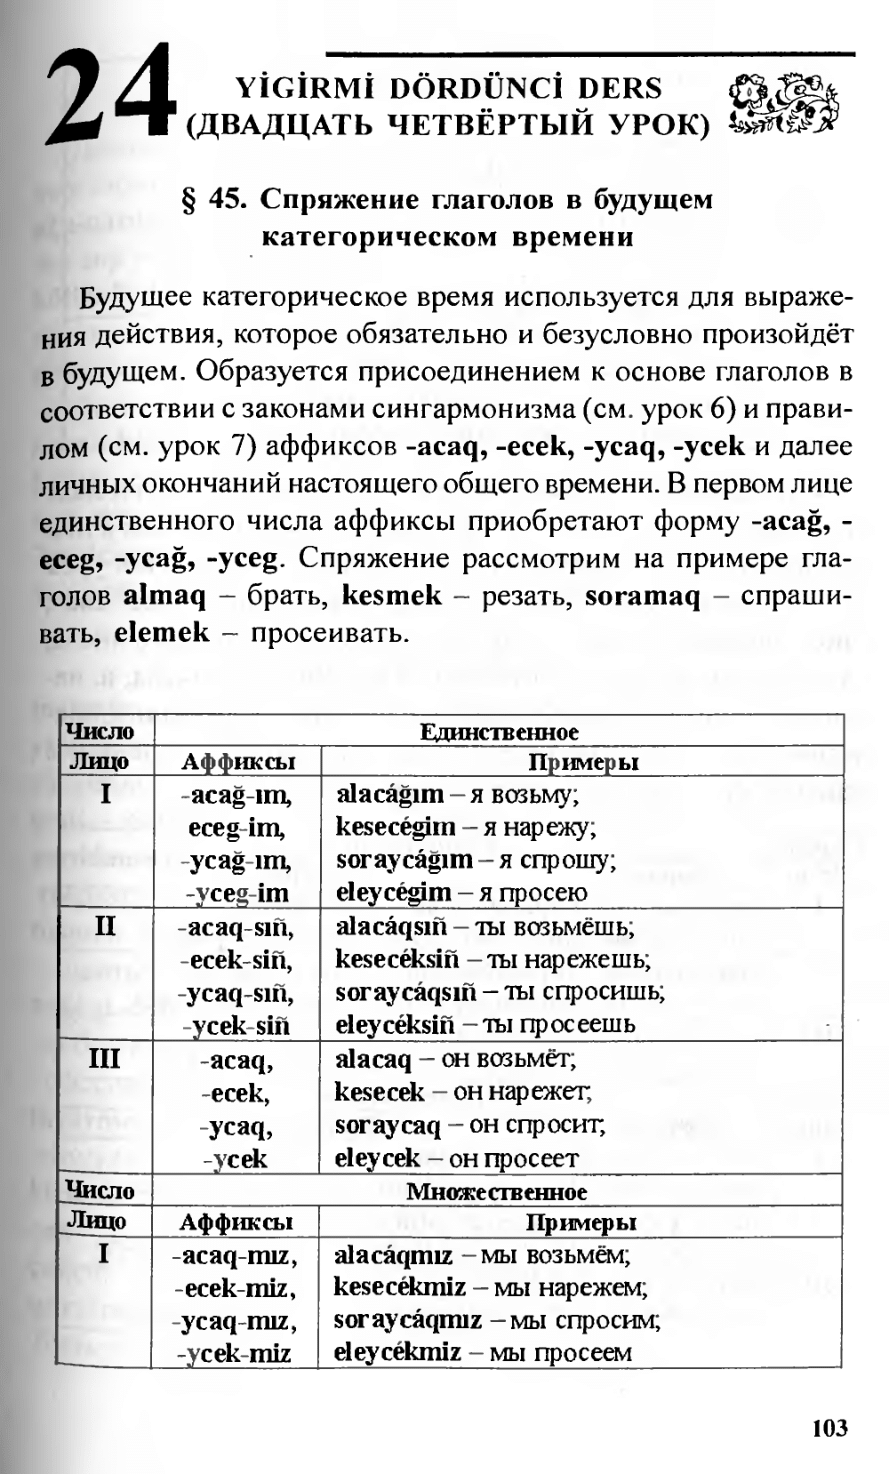 24
YİGİRMİ DÖRDÜNCİ DERS
(ДВАДЦАТЬ ЧЕТВЁРТЫЙ УРОК)
§ 45. Спряжение глаголов в будущем
категорическом времени
Будущее категорическое время используется для выраже-
ния действия, которое обязательно и безусловно произойдёт
в будущем. Образуется присоединением к основе глаголов в
соответствии с законами сингармонизма (см. урок 6) и прави-
лом (см. урок 7) аффиксов -acaq, -ecek, -ycaq, -ycek и далее
личных окончаний настоящего общего времени. В первом лице
единственного числа аффиксы приобретают форму -acağ, -
eceg, -ycağ, -yceg. Спряжение рассмотрим на примере гла-
голов almaq – брать, kesmek – резать, soramaq – спраши-
вать, elemek – просеивать.
Число Единственное
Лицо Аффиксы Примеры
I -acağ-ım, alacáğım – я возьму;
eceg-im, kesecégim – я нарежу;
-ycağ-ım, soraycáğım – я спрошу;
-yceg-im eleycégim – я просею
II -acaq-sıñ, alacáqsıñ – ты возьмёшь;
-ecek-siñ, kesecéksiñ – ты нарежешь;
-ycaq-sıñ, soraycáqsıñ – ты спросишь;
-ycek-siñ eleycéksiñ – ты просеешь
III -acaq, alacaq – он возьмёт;
-ecek, kesecek – он нарежет;
-ycaq, soraycaq – он спросит;
-ycek eleycek – он просеет
Число Множественное
Лицо Аффиксы Примеры
I -acaq-mız, alacáqmız – мы возьмём;
-ecek-miz, kesecékmiz – мы нарежем;
-ycaq-mız, soraycáqmız – мы спросим;
-ycek-miz eleycékmiz – мы просеем
103